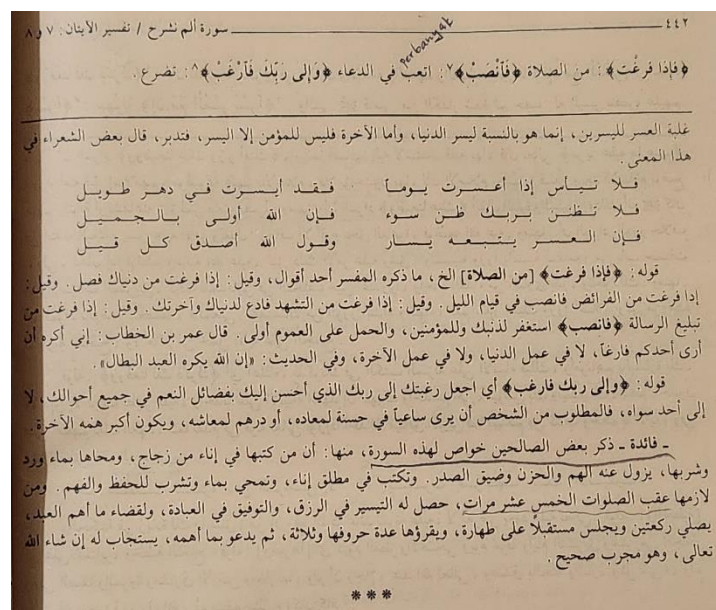 ٤٤٢ سورة ألم نشرح / تفسير الآيتان: ٧ و ٨
Perbanyak
﴿فإذا فرغت﴾: من الصلاة ﴿فَٱنصَبْ﴾٧: اتعب في الدعاء ﴿وَإِلى رَبِّكَ فَٱرْغَبْ﴾٨: تضرع.
غلبة العسر لليسرين، إنما هو بالنسبة ليسر الدنيا، وأما الآخرة فليس للمؤمن إلا اليسر، فتدبر، قال بعض الشعراء في
هذا المعنى:
فلا تيأس إذا أعسرت يوماً فقد أيسرت في دهر طويل
فلا تظنن بربك ظن سوء فإن الله أولى بالجميل
فإن العسر يتبعه يسار وقول الله أصدق كل قيل
قوله: ﴿فإذا فرغت﴾ [من الصلاة] الخ، ما ذكره المفسر أحد أقوال، وقيل: إذا فرغت من دنياك فصل. وقيل:
إذا فرغت من الفرائض فانصب في قيام الليل. وقيل: إذا فرغت من التشهد فادع لدنياك وآخرتك. وقيل: إذا فرغت من
تبليغ الرسالة ﴿فانصب﴾ استغفر لذنبك وللمؤمنين، والحمل على العموم أولى. قال عمر بن الخطاب: إني أكره أن
أرى أحدكم فارغاً، لا في عمل الدنيا، ولا في عمل الآخرة، وفي الحديث: «إن الله يكره العبد البطال».
قوله: ﴿وإلى ربك فارغب﴾ أي اجعل رغبتك إلى ربك الذي أحسن إليك بفضائل النعم في جميع أحوالك، لا
إلى أحد سواه، فالمطلوب من الشخص أن يرى ساعياً في حسنة لمعاده، أو درهم لمعاشه، ويكون أكبر همه الآخرة.
ـ فائدة ـ ذكر بعض الصالحين خواص لهذه السورة، منها: أن من كتبها في إناء من زجاج، ومحاها بماء ورد
وشربها، يزول عنه الهم والحزن وضيق الصدر. وتكتب في مطلق إناء، وتمحي بماء وتشرب للحفظ والفهم. ومن
لازمها عقب الصلوات الخمس عشر مرات، حصل له التيسير في الرزق، والتوفيق في العبادة، ولقضاء ما أهم العبد،
يصلي ركعتين ويجلس مستقبلاً على طهارة، ويقرؤها عدة حروفها وثلاثة، ثم يدعو بما أهمه، يستجاب له إن شاء الله
تعالى، وهو مجرب صحيح.
***